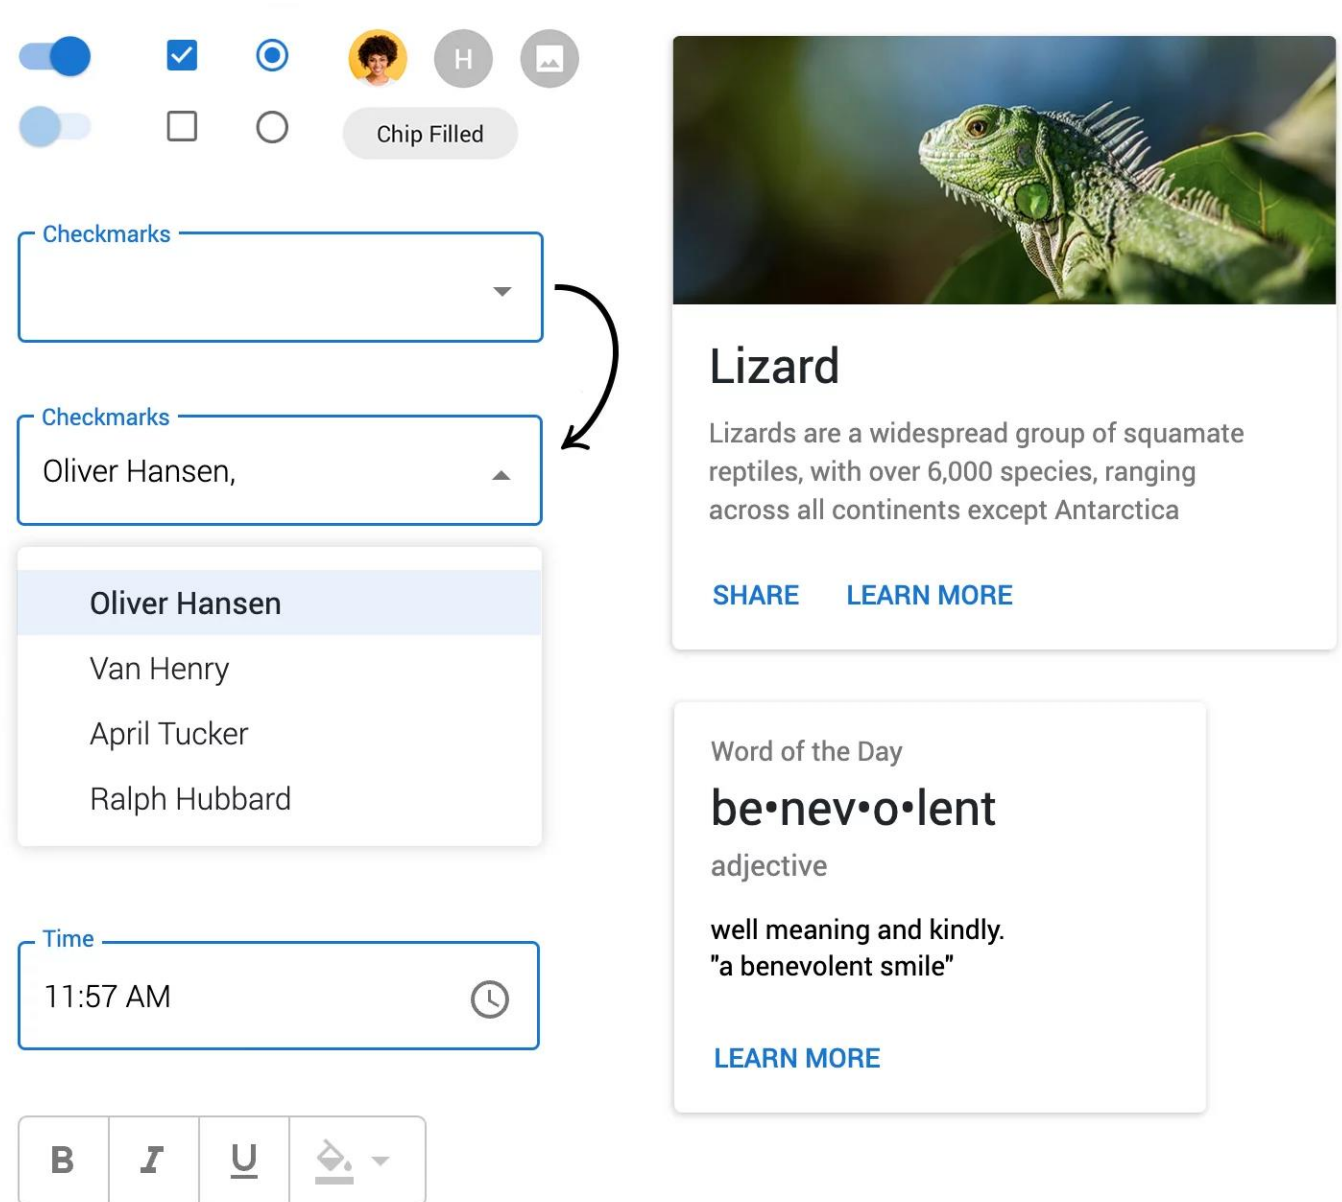 H
Chip Filled
Checkmarks
Checkmarks
Oliver Hansen,
Oliver Hansen
Van Henry
April Tucker
Ralph Hubbard
Time
11:57 AM
B I U
Lizard
Lizards are a widespread group of squamate
reptiles, with over 6,000 species, ranging
across all continents except Antarctica
SHARE LEARN MORE
Word of the Day
be•nev•o•lent
adjective
well meaning and kindly.
"a benevolent smile"
LEARN MORE